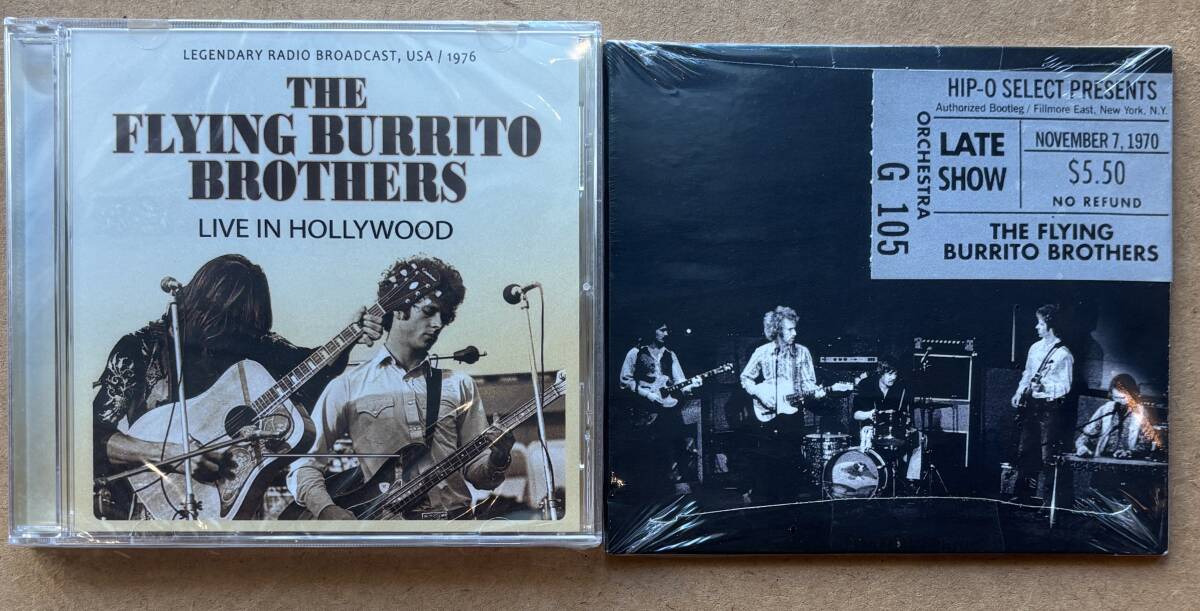 LEGENDARY RADIO BROADCAST, USA / 1976
THE
FLYING BURRITO
BROTHERS
LIVE IN HOLLYWOOD
HIP-O SELECT PRESENTS
Authorized Bootleg / Fillmore East, New York, N.Y.
ORCHESTRA
G 105
LATE
SHOW
NOVEMBER 7, 1970
$5.50
NO REFUND
THE FLYING
BURRITO BROTHERS